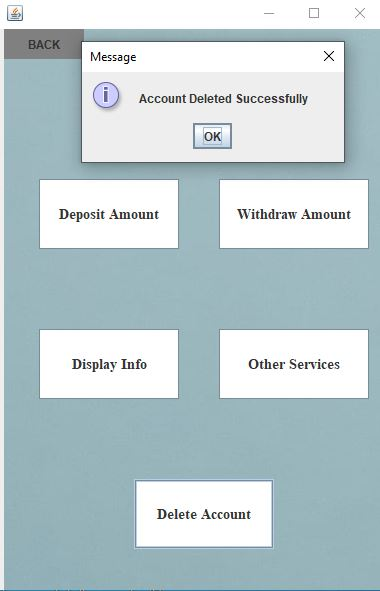 BACK
Message
Account Deleted Successfully
OK
Deposit Amount
Withdraw Amount
Display Info
Other Services
Delete Account